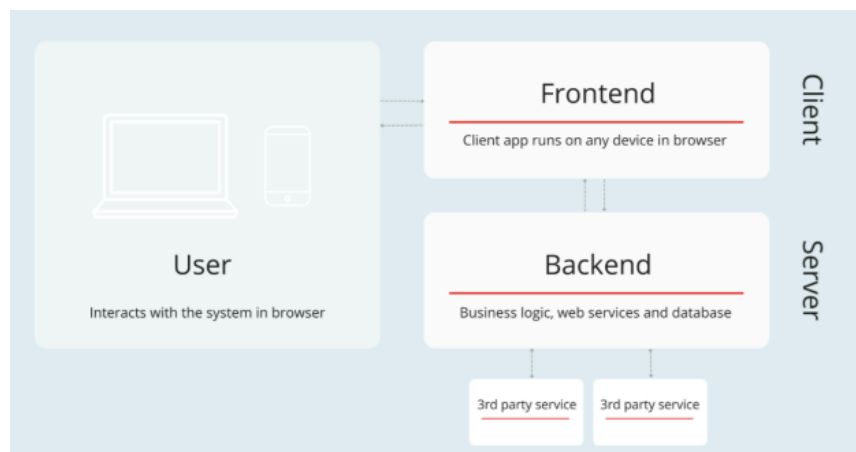 Frontend
Client app runs on any device in browser
Client
User
Interacts with the system in browser
Backend
Business logic, web services and database
Server
3rd party service
3rd party service